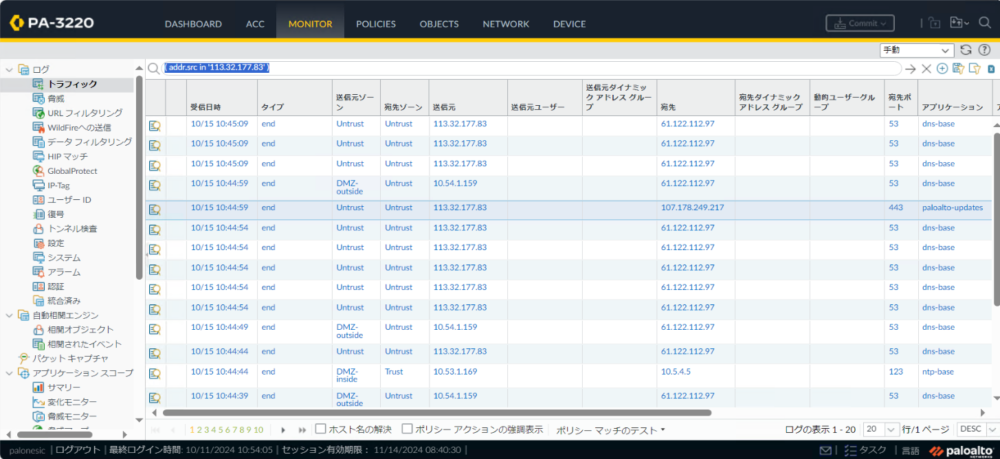 PA-3220
DASHBOARD ACC MONITOR POLICIES OBJECTS NETWORK DEVICE Commit
手動
ログ
トラフィック
脅威
URL フィルタリング
WildFireへの送信
データ フィルタリング
HIP マッチ
GlobalProtect
IP-Tag
ユーザー ID
復号
トンネル検査
設定
システム
アラーム
認証
統合済み
自動相関エンジン
相関オブジェクト
相関されたイベント
パケット キャプチャ
アプリケーション スコープ
サマリー
変化モニター
脅威モニター
( addr.src in '113.32.177.83' )
受信日時 タイプ 送信元ゾーン 宛先ゾーン 送信元 送信元ユーザー 送信元ダイナミック アドレス グループ 宛先 宛先ダイナミック アドレス グループ 動的ユーザーグループ 宛先ポート アプリケーション
10/15 10:45:09 end Untrust Untrust 113.32.177.83 61.122.112.97 53 dns-base
10/15 10:45:09 end Untrust Untrust 113.32.177.83 61.122.112.97 53 dns-base
10/15 10:45:09 end Untrust Untrust 113.32.177.83 61.122.112.97 53 dns-base
10/15 10:44:59 end DMZ-outside Untrust 10.54.1.159 61.122.112.97 53 dns-base
10/15 10:44:59 end Untrust Untrust 113.32.177.83 107.178.249.217 443 paloalto-updates
10/15 10:44:54 end Untrust Untrust 113.32.177.83 61.122.112.97 53 dns-base
10/15 10:44:54 end Untrust Untrust 113.32.177.83 61.122.112.97 53 dns-base
10/15 10:44:54 end Untrust Untrust 113.32.177.83 61.122.112.97 53 dns-base
10/15 10:44:54 end Untrust Untrust 113.32.177.83 61.122.112.97 53 dns-base
10/15 10:44:54 end Untrust Untrust 113.32.177.83 61.122.112.97 53 dns-base
10/15 10:44:49 end DMZ-outside Untrust 10.54.1.159 61.122.112.97 53 dns-base
10/15 10:44:44 end Untrust Untrust 113.32.177.83 61.122.112.97 53 dns-base
10/15 10:44:44 end DMZ-inside Trust 10.53.1.169 10.5.4.5 123 ntp-base
10/15 10:44:39 end DMZ-outside Untrust 10.54.1.159 61.122.112.97 53 dns-base
1 2 3 4 5 6 7 8 9 10 ホスト名の解決 ポリシー アクションの強調表示 ポリシー マッチのテスト ログの表示 1 - 20 20 行/1 ページ DESC
palonesic | ログアウト | 最終ログイン時間: 10/11/2024 10:54:05 | セッション有効期限： 11/14/2024 08:40:30 | タスク | 言語 paloalto NETWORKS